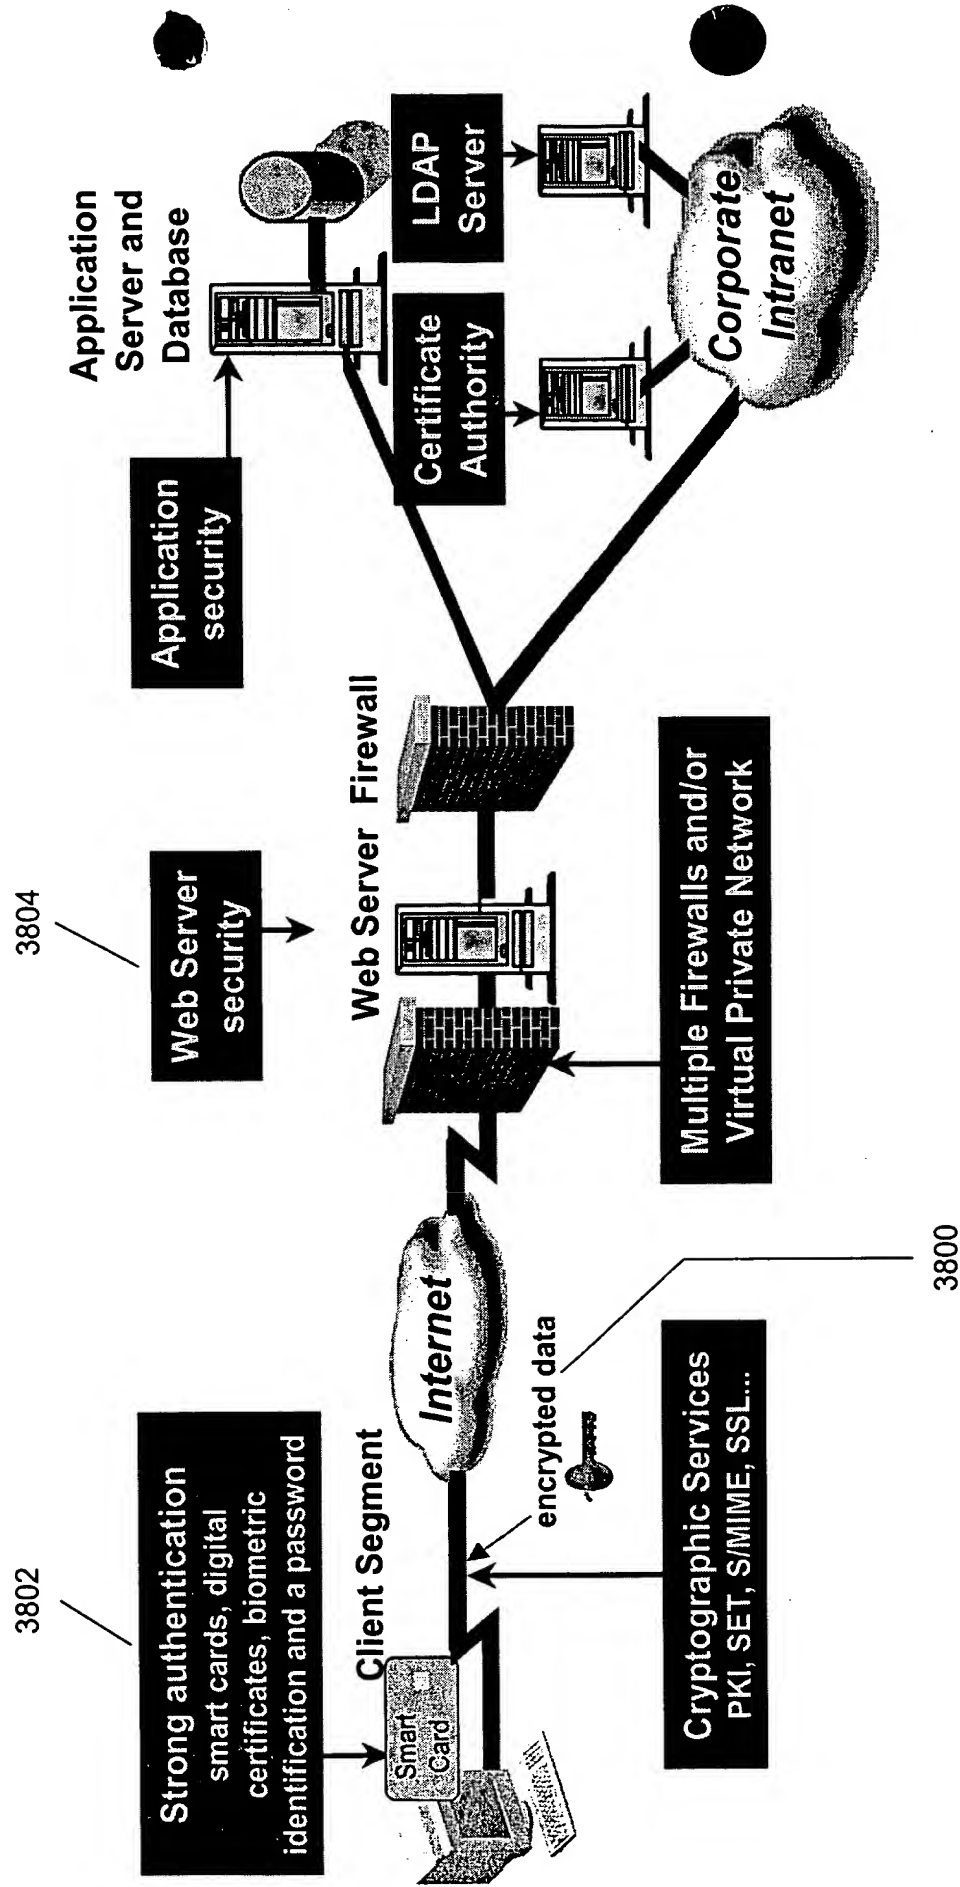 3802
3804
Strong authentication
smart cards, digital
certificates, biometric
identification and a password
Web Server
security
Application
security
Application
Server and
Database
Client Segment
Smart
Card
Internet
Web Server
Firewall
Certificate
Authority
LDAP
Server
encrypted data
Corporate
Intranet
Cryptographic Services
PKI, SET, S/MIME, SSL...
Multiple Firewalls and/or
Virtual Private Network
3800